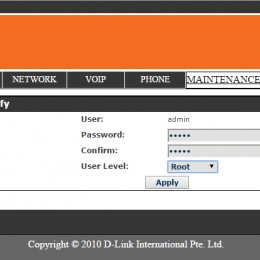 NETWORK VOIP PHONE MAINTENANCE
fy
User: admin
Password: •••••
Confirm: •••••
User Level: Root
Apply
Copyright © 2010 D-Link International Pte. Ltd.